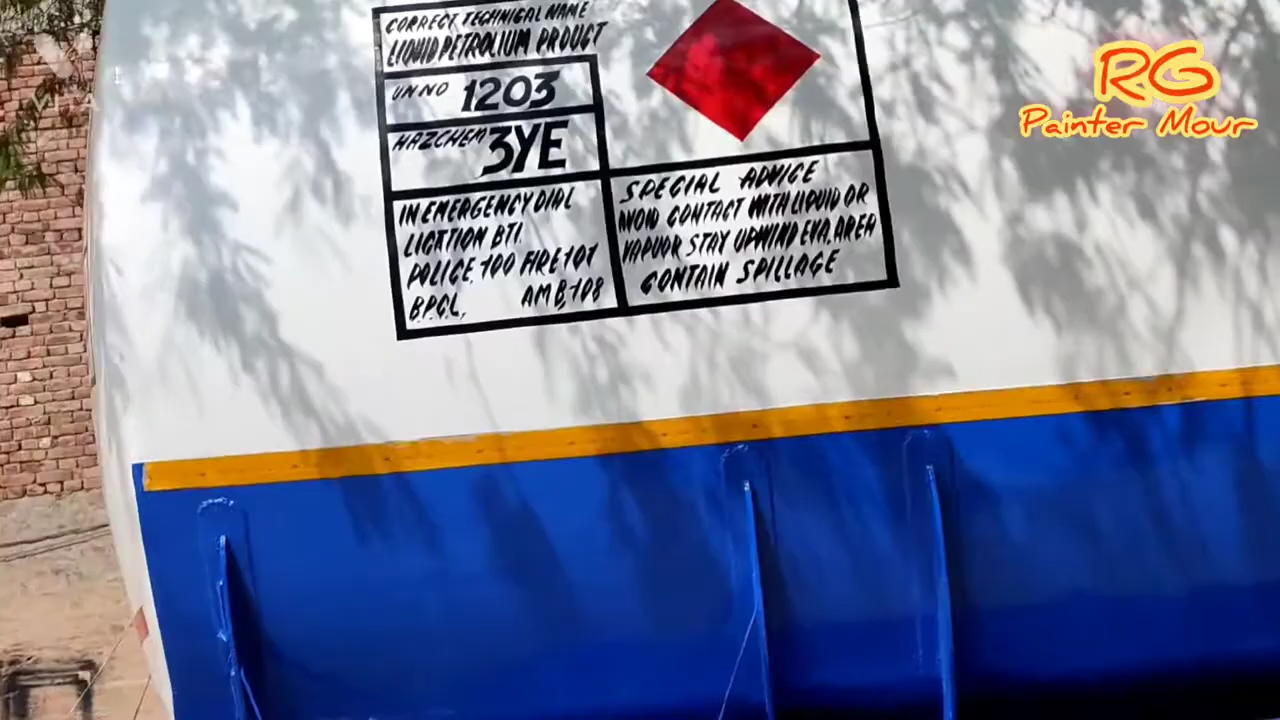 CORRECT TECHNICAL NAME
LIQUID PETROLIUM PRODUCT
UN NO 1203
HAZCHEM 3YE
IN EMERGENCY DIAL
LICATION BTI.
POLICE, 100 FIRE 101
B.P.C.L, AMB,108
SPECIAL ADVICE
AVOID CONTACT WITH LIQUID OR
VAPUOR STAY UPWIND EVA. AREA
CONTAIN SPILLAGE
RG
Painter Mour